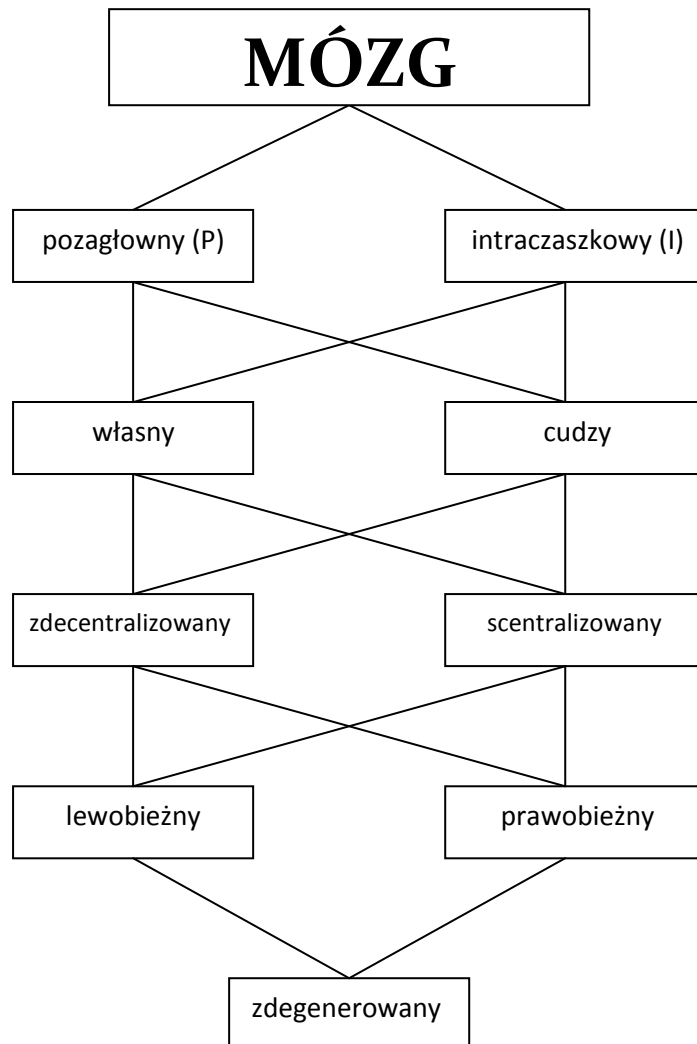 MÓZG
pozagłowny (P)
intraczaszkowy (I)
własny
cudzy
zdecentralizowany
scentralizowany
lewobieżny
prawobieżny
zdegenerowany